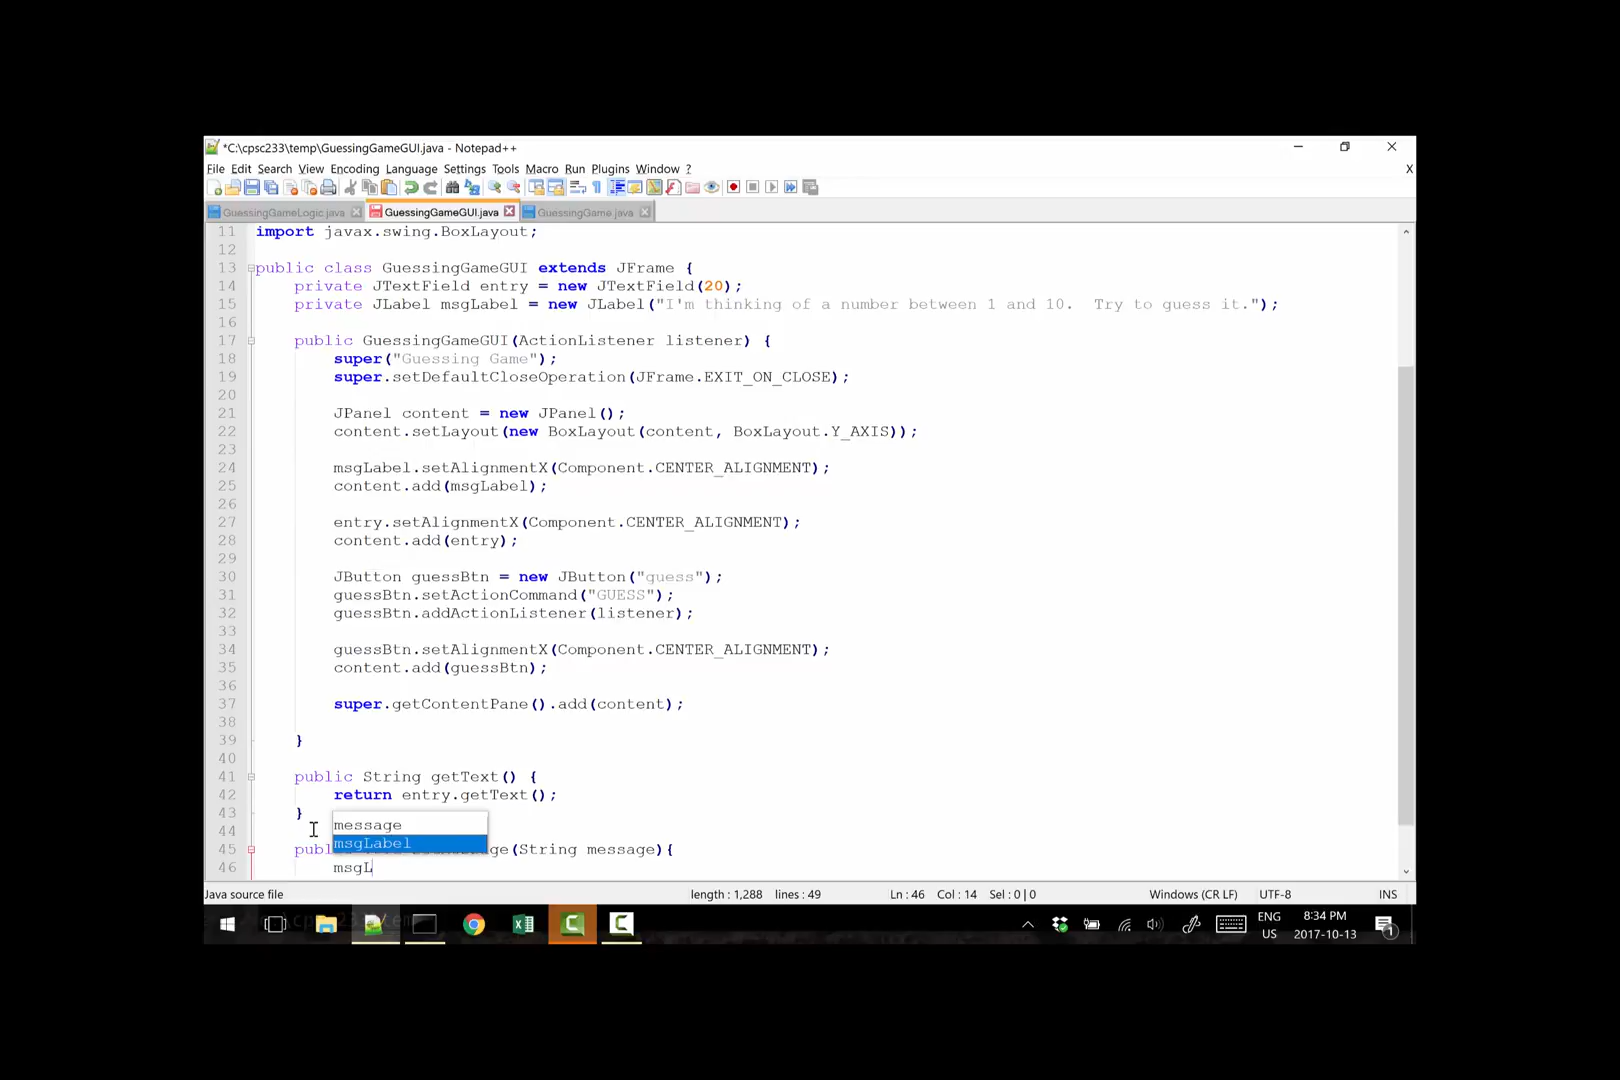 *C:\cpsc233\temp\GuessingGameGUI.java - Notepad++
File Edit Search View Encoding Language Settings Tools Macro Run Plugins Window ? X
GuessingGameLogic.java GuessingGameGUI.java GuessingGame.java
11 import javax.swing.BoxLayout;
12
13 public class GuessingGameGUI extends JFrame {
14 private JTextField entry = new JTextField(20);
15 private JLabel msgLabel = new JLabel("I'm thinking of a number between 1 and 10.  Try to guess it.");
16
17 public GuessingGameGUI(ActionListener listener) {
18 super("Guessing Game");
19 super.setDefaultCloseOperation(JFrame.EXIT_ON_CLOSE);
20
21 JPanel content = new JPanel();
22 content.setLayout(new BoxLayout(content, BoxLayout.Y_AXIS));
23
24 msgLabel.setAlignmentX(Component.CENTER_ALIGNMENT);
25 content.add(msgLabel);
26
27 entry.setAlignmentX(Component.CENTER_ALIGNMENT);
28 content.add(entry);
29
30 JButton guessBtn = new JButton("guess");
31 guessBtn.setActionCommand("GUESS");
32 guessBtn.addActionListener(listener);
33
34 guessBtn.setAlignmentX(Component.CENTER_ALIGNMENT);
35 content.add(guessBtn);
36
37 super.getContentPane().add(content);
38
39 }
40
41 public String getText() {
42 return entry.getText();
43 }
message
44
msgLabel
45 (String message){
46 msgL
Java source file length : 1,288 lines : 49 Ln : 46 Col : 14 Sel : 0 | 0 Windows (CR LF) UTF-8 INS
ENG
US
8:34 PM
2017-10-13
1